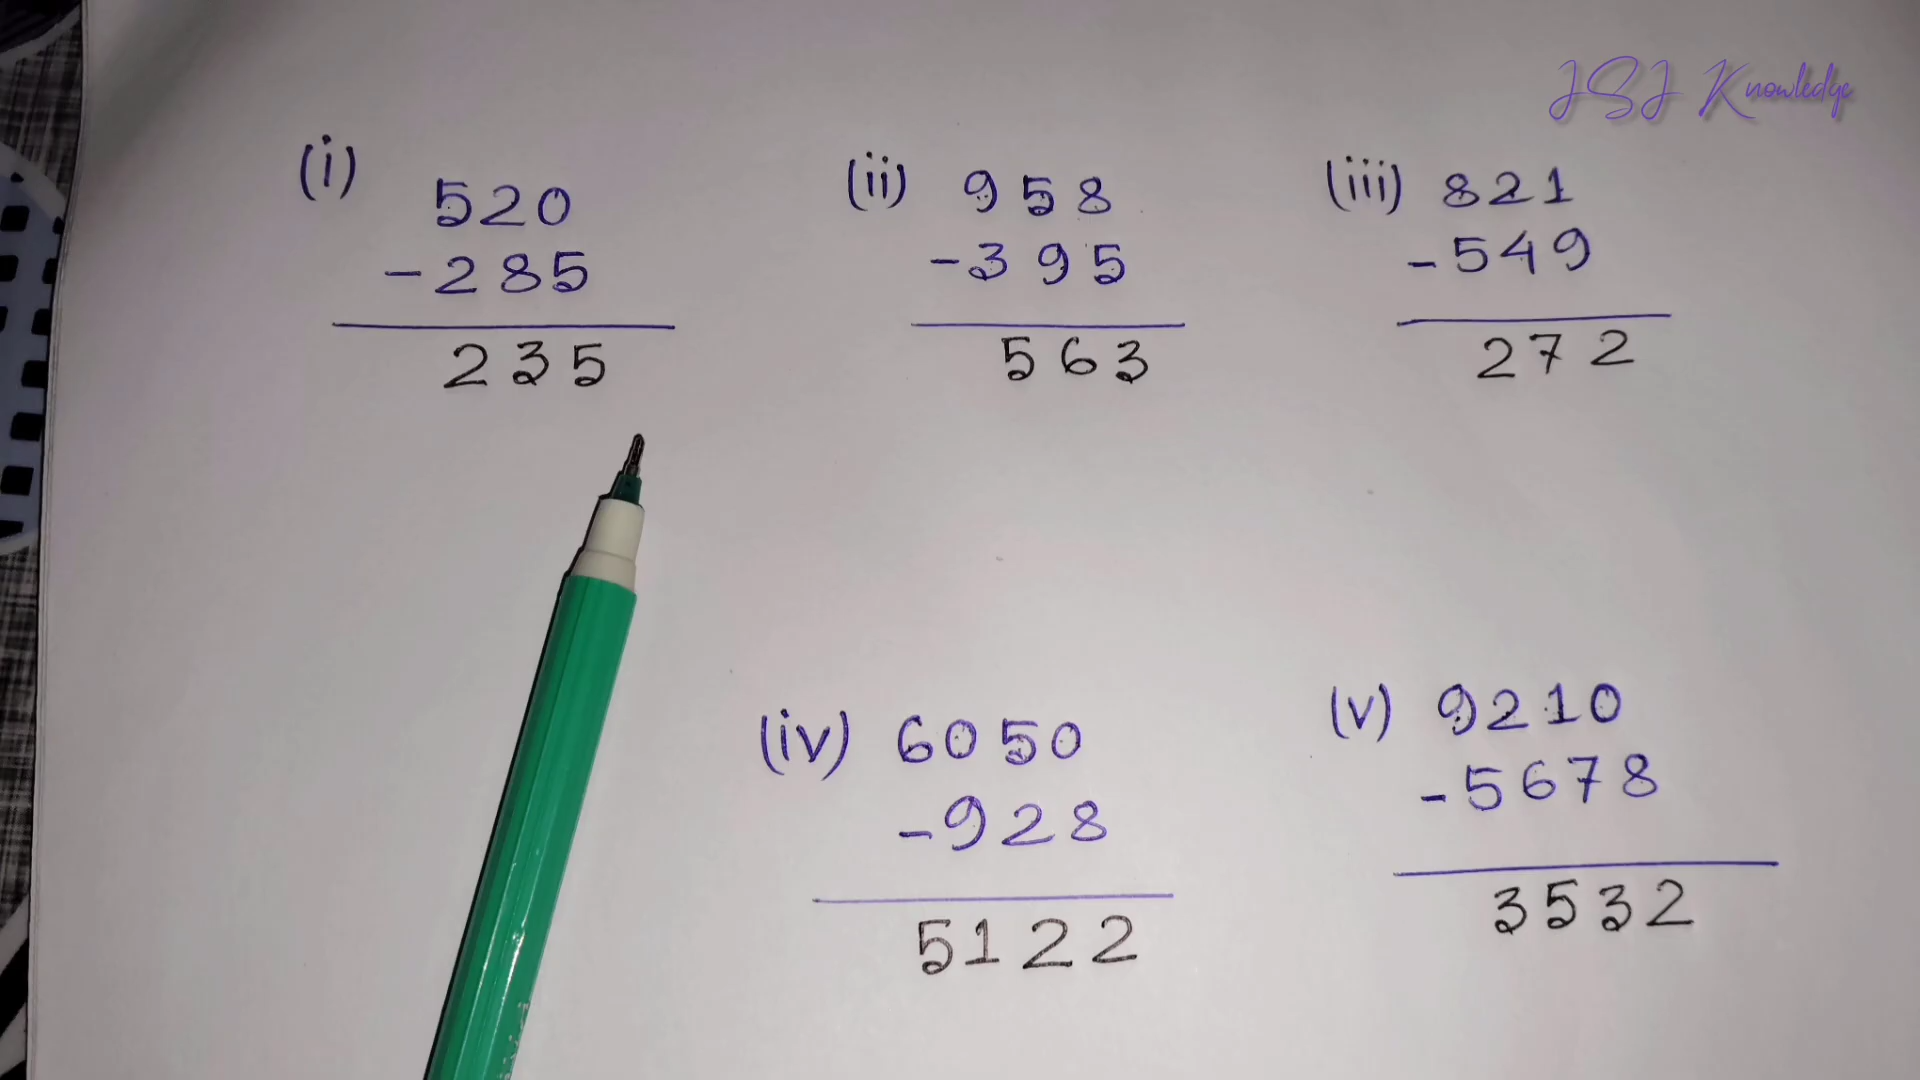 JSJ Knowledge
(i) 520
-285
235
(ii) 958
-395
563
(iii) 821
-549
272
(iv) 6050
-928
5122
(v) 9210
-5678
3532